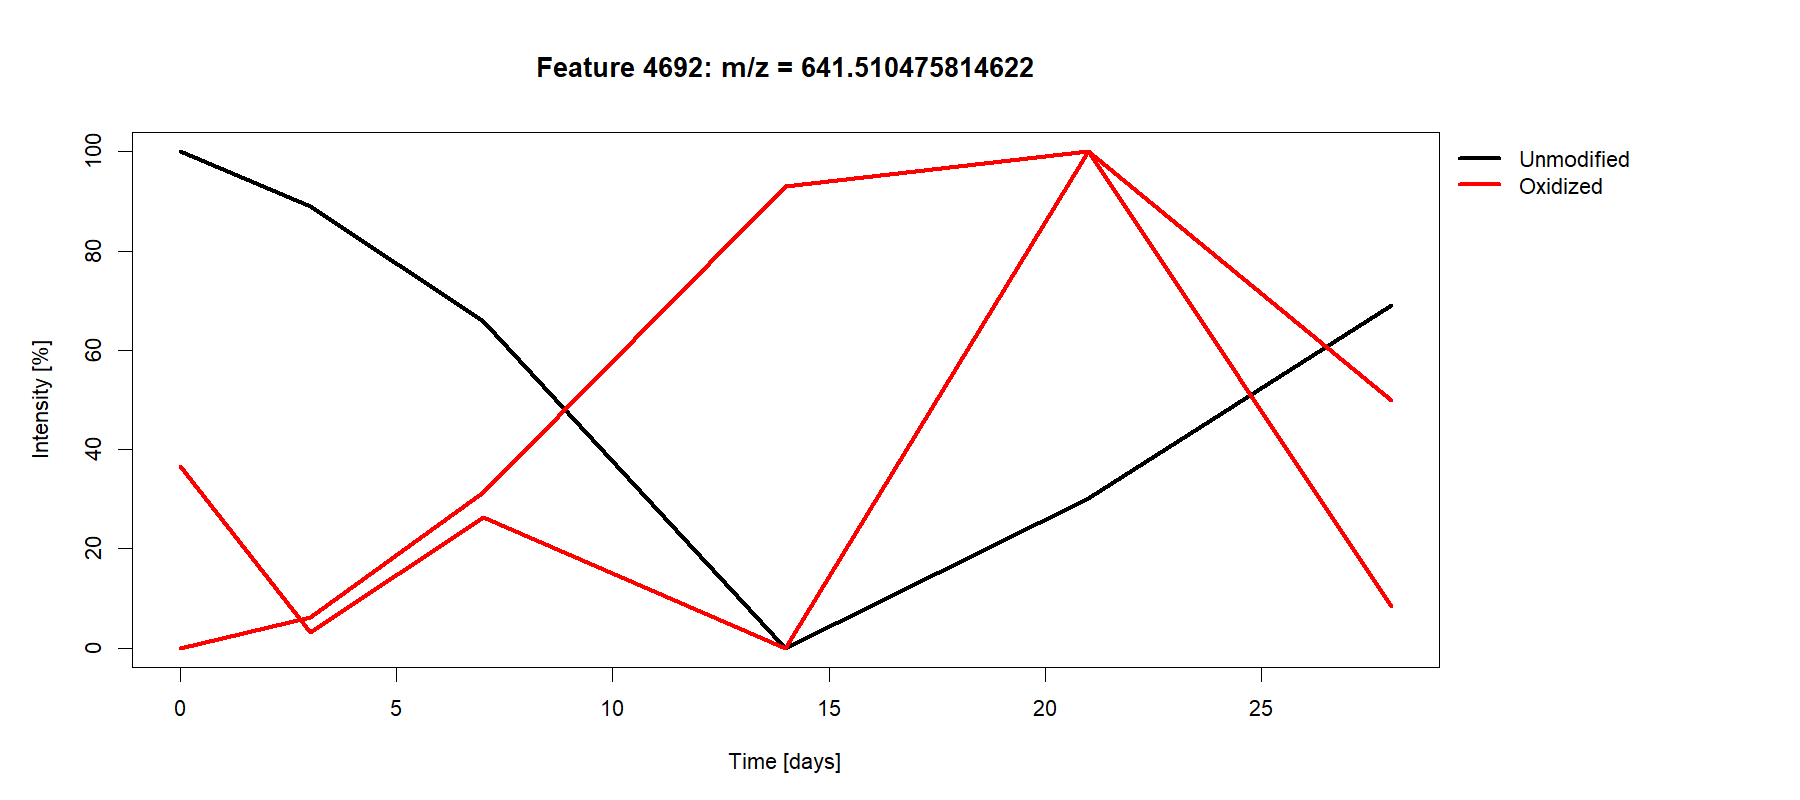 Feature 4692: m/z = 641.510475814622
Unmodified
Oxidized
100
80
60
40
20
0
Intensity [%]
0 5 10 15 20 25
Time [days]